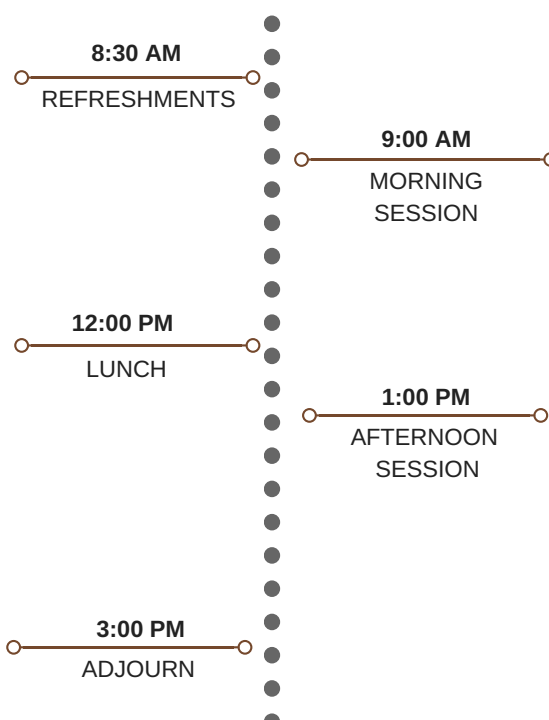 8:30 AM
REFRESHMENTS
9:00 AM
MORNING
SESSION
12:00 PM
LUNCH
1:00 PM
AFTERNOON
SESSION
3:00 PM
ADJOURN